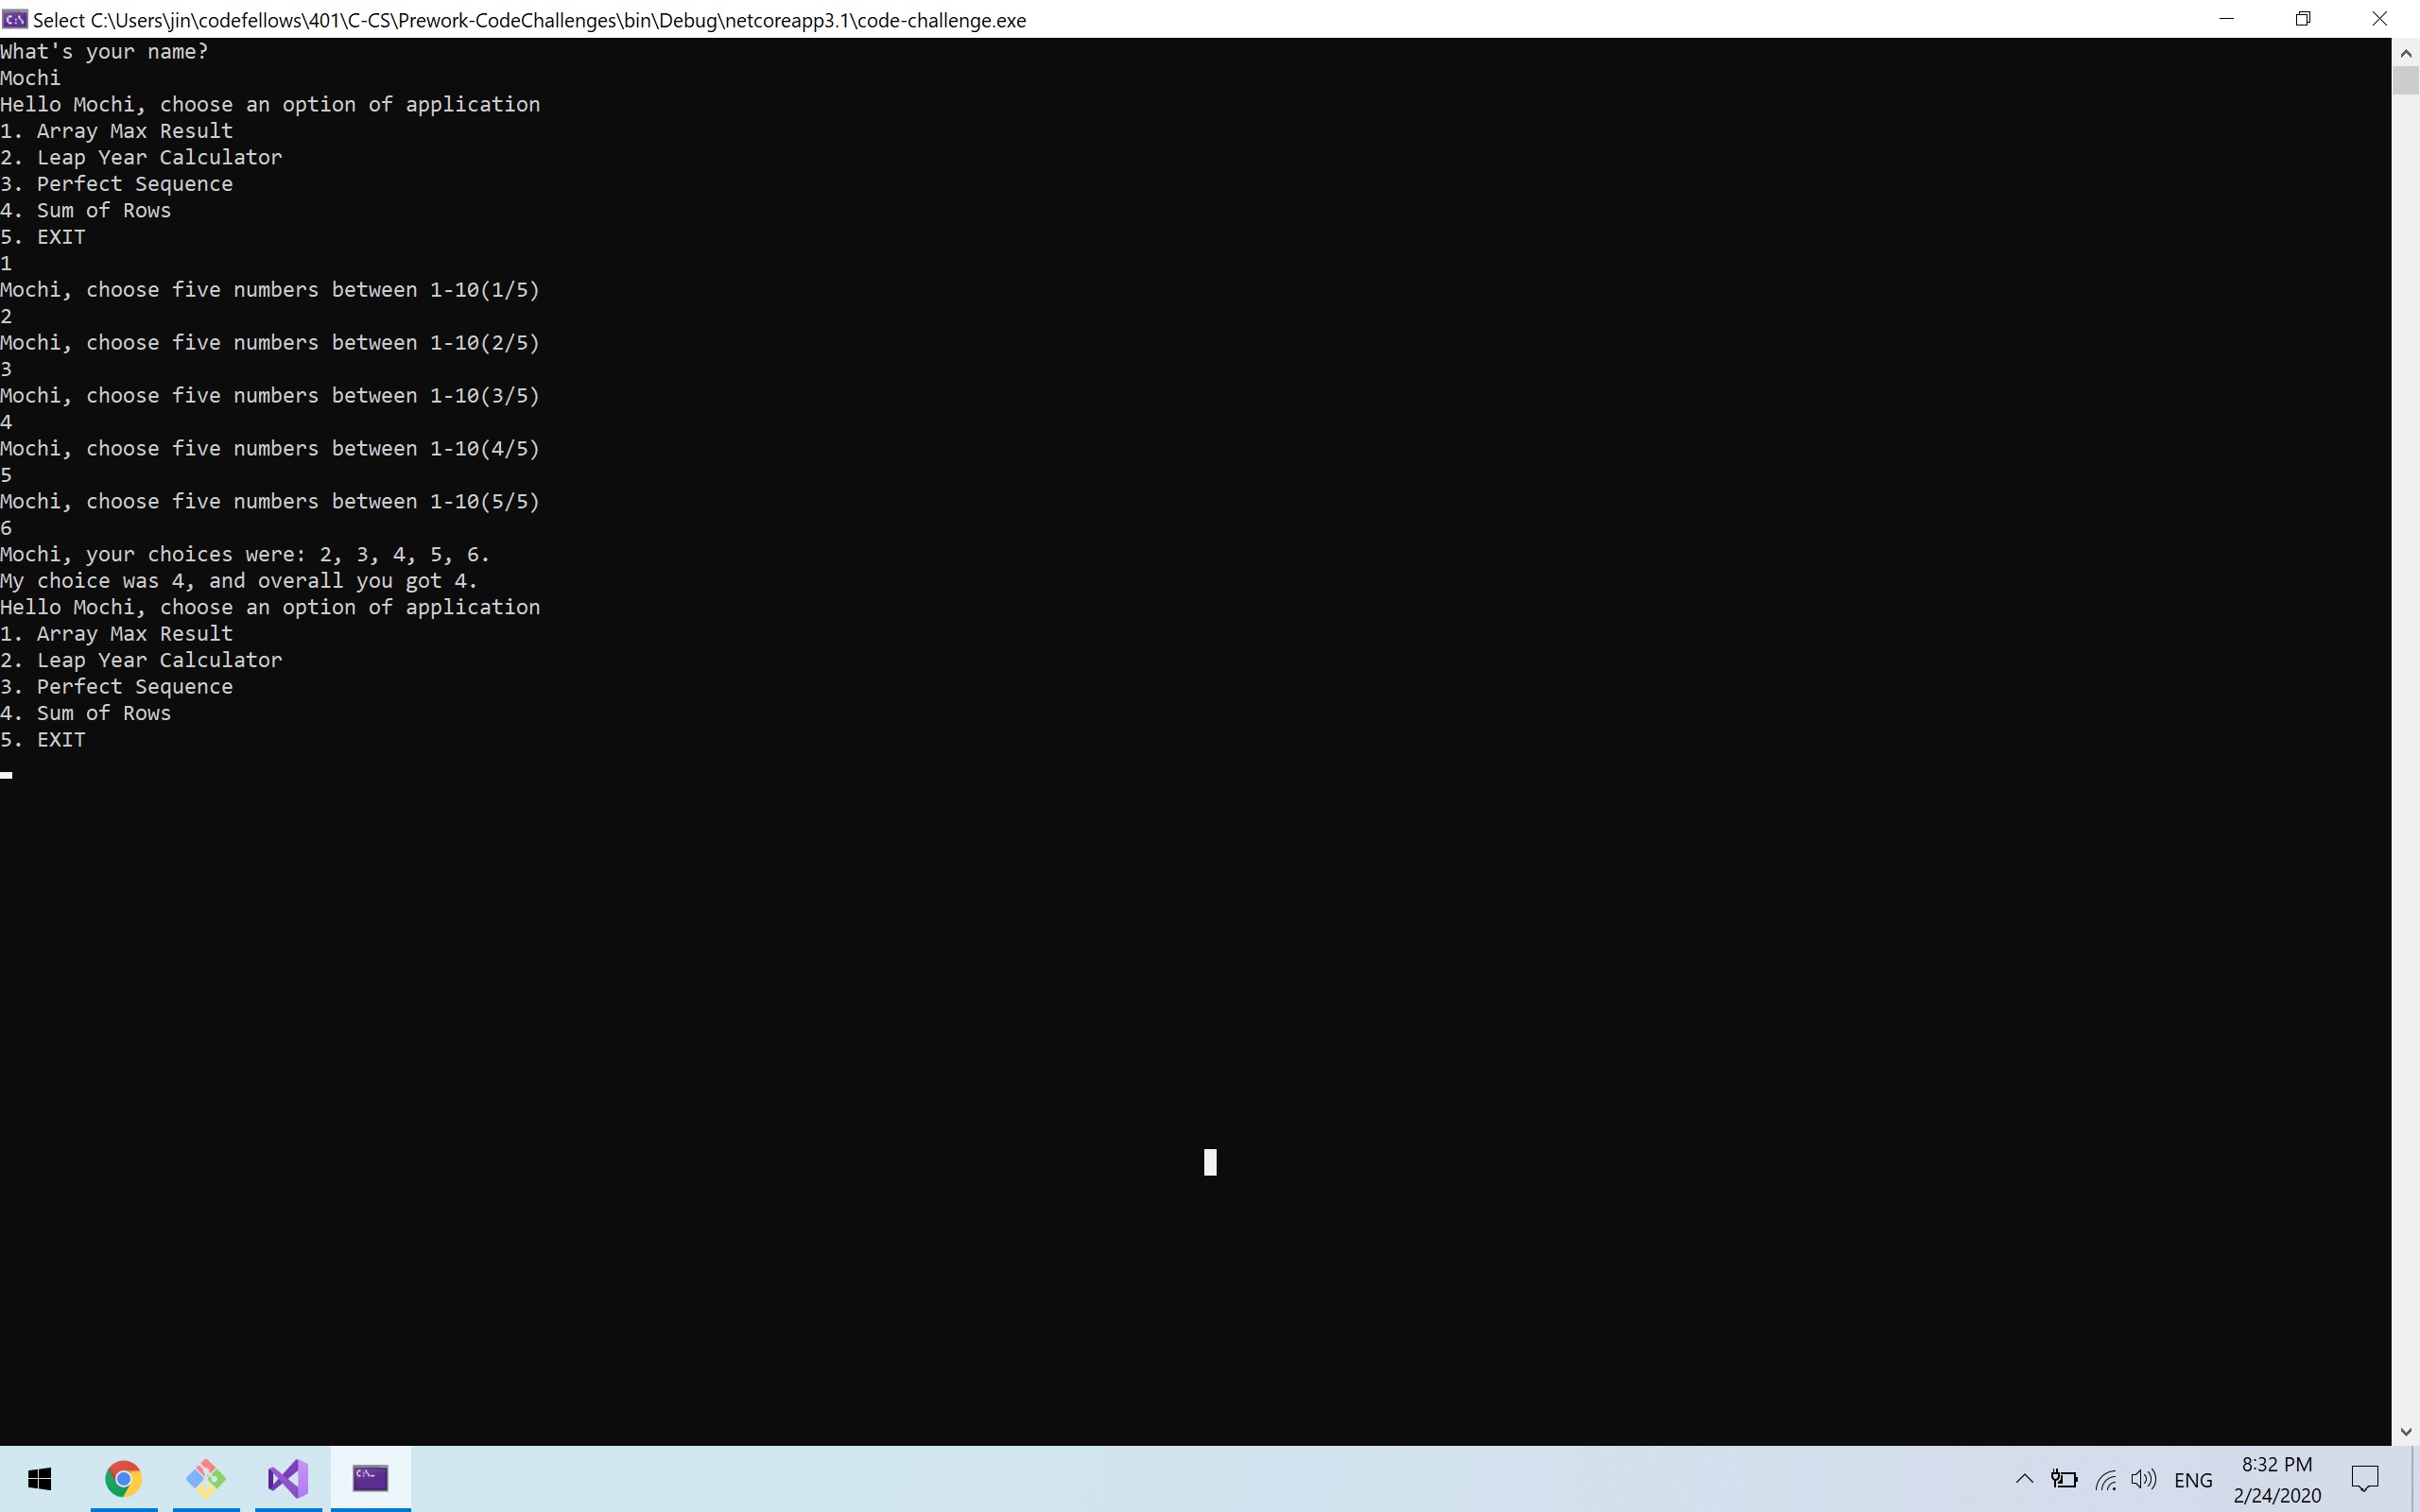 Select C:\Users\jin\codefellows\401\C-CS\Prework-CodeChallenges\bin\Debug\netcoreapp3.1\code-challenge.exe
What's your name?
Mochi
Hello Mochi, choose an option of application
1. Array Max Result
2. Leap Year Calculator
3. Perfect Sequence
4. Sum of Rows
5. EXIT
1
Mochi, choose five numbers between 1-10(1/5)
2
Mochi, choose five numbers between 1-10(2/5)
3
Mochi, choose five numbers between 1-10(3/5)
4
Mochi, choose five numbers between 1-10(4/5)
5
Mochi, choose five numbers between 1-10(5/5)
6
Mochi, your choices were: 2, 3, 4, 5, 6.
My choice was 4, and overall you got 4.
Hello Mochi, choose an option of application
1. Array Max Result
2. Leap Year Calculator
3. Perfect Sequence
4. Sum of Rows
5. EXIT
ENG
8:32 PM
2/24/2020